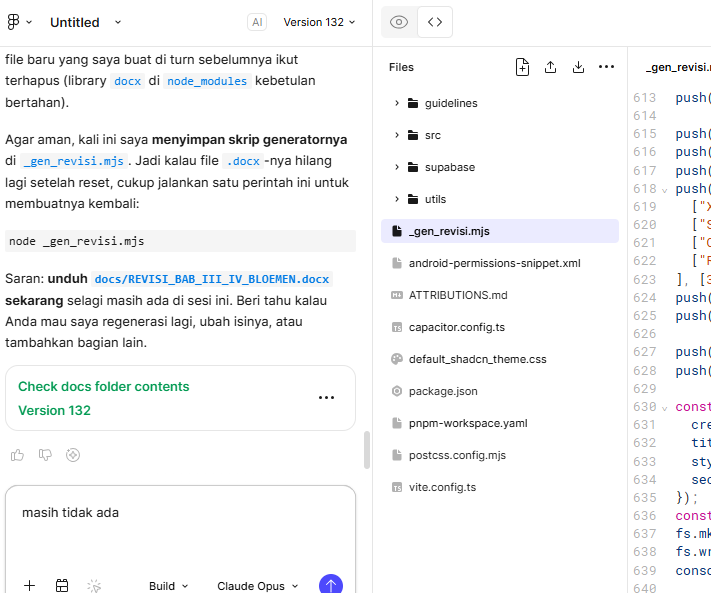 Untitled
AI
Version 132
file baru yang saya buat di turn sebelumnya ikut
terhapus (library docx di node_modules kebetulan
bertahan).
Agar aman, kali ini saya menyimpan skrip generatornya
di _gen_revisi.mjs. Jadi kalau file .docx-nya hilang
lagi setelah reset, cukup jalankan satu perintah ini untuk
membuatnya kembali:
node _gen_revisi.mjs
Saran: unduh docs/REVISI_BAB_III_IV_BLOEMEN.docx
sekarang selagi masih ada di sesi ini. Beri tahu kalau
Anda mau saya regenerasi lagi, ubah isinya, atau
tambahkan bagian lain.
Check docs folder contents
Version 132
masih tidak ada
Build
Claude Opus
Files
guidelines
src
supabase
utils
_gen_revisi.mjs
android-permissions-snippet.xml
ATTRIBUTIONS.md
capacitor.config.ts
default_shadcn_theme.css
package.json
pnpm-workspace.yaml
postcss.config.mjs
vite.config.ts
_gen_revisi.
613 push(
614
615 push(
616 push(
617 push(
618 push(
619 ["X
620 ["S
621 ["
622 ["
623 ], [
624 push(
625 push(
626
627 push(
628 push(
629
630 const
631 cre
632 tit
633 sty
634 sec
635 });
636 const
637 fs.mk
638 fs.wr
639 conso
640